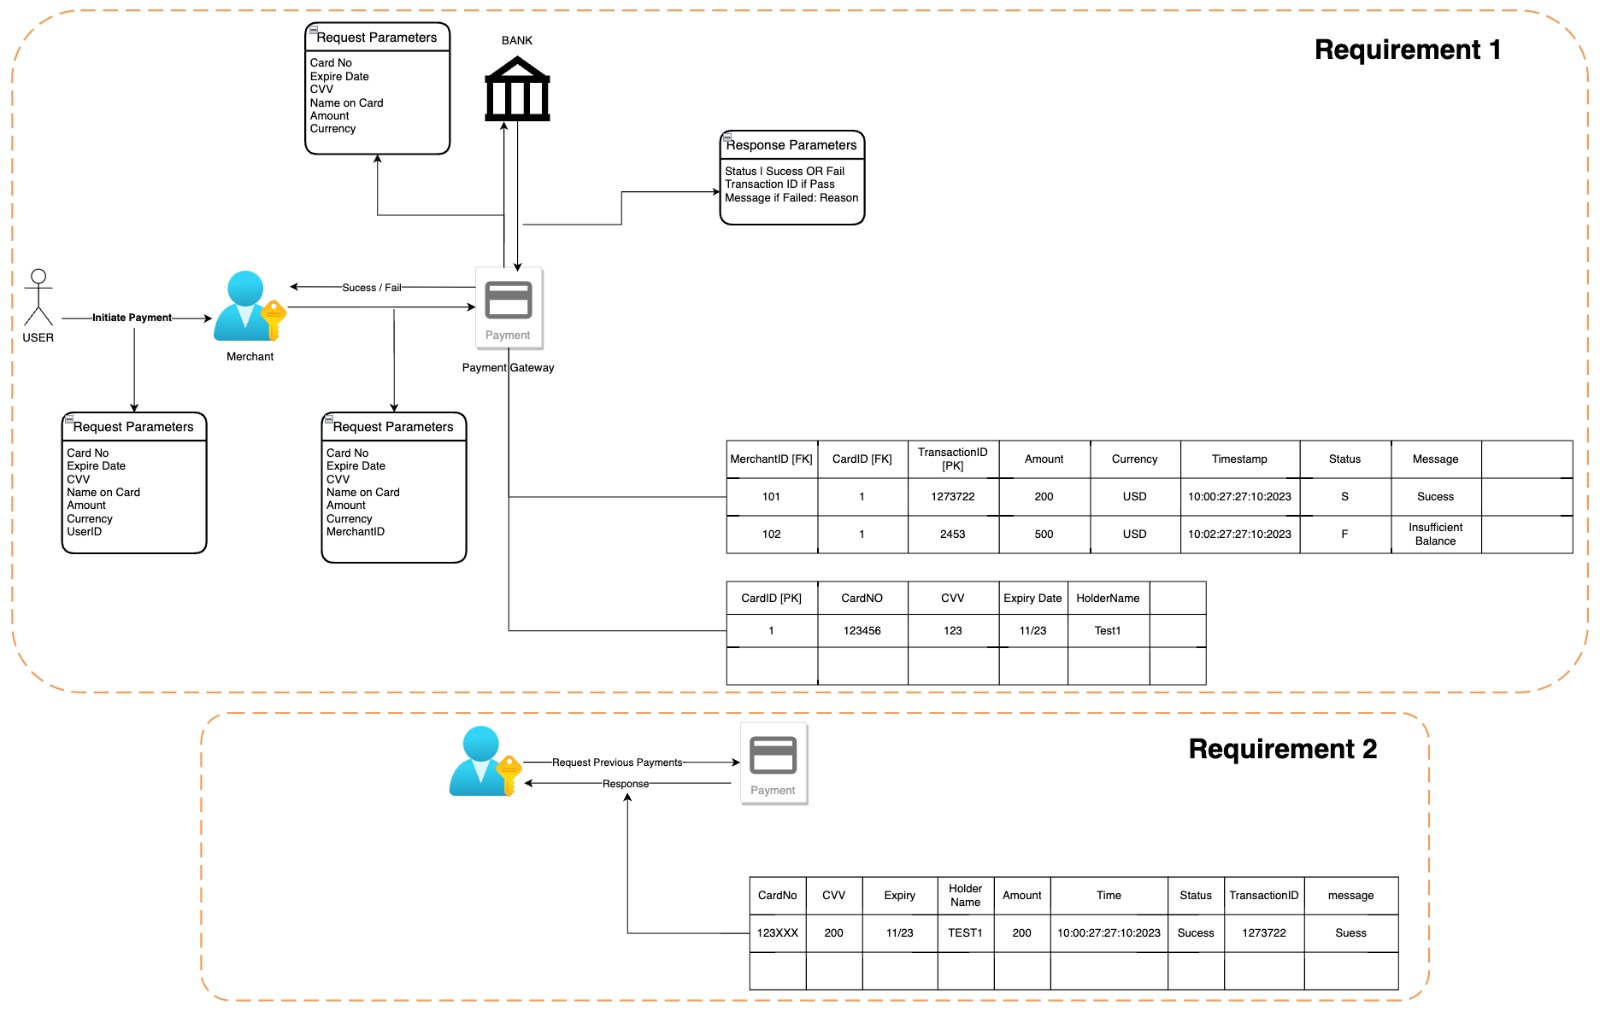 Requirement 1
Request Parameters
Card No
Expire Date
CVV
Name on Card
Amount
Currency
BANK
Response Parameters
Status | Sucess OR Fail
Transaction ID if Pass
Message if Failed: Reason
USER
Initiate Payment
Merchant
Sucess / Fail
Payment
Payment Gateway
Request Parameters
Card No
Expire Date
CVV
Name on Card
Amount
Currency
UserID
Request Parameters
Card No
Expire Date
CVV
Name on Card
Amount
Currency
MerchantID
MerchantID [FK] CardID [FK] TransactionID [PK] Amount Currency Timestamp Status Message
101 1 1273722 200 USD 10:00:27:27:10:2023 S Sucess
102 1 2453 500 USD 10:02:27:27:10:2023 F Insufficient Balance
CardID [PK] CardNO CVV Expiry Date HolderName
1 123456 123 11/23 Test1
Requirement 2
Request Previous Payments
Response
Payment
CardNo CVV Expiry Holder Name Amount Time Status TransactionID message
123XXX 200 11/23 TEST1 200 10:00:27:27:10:2023 Sucess 1273722 Suess